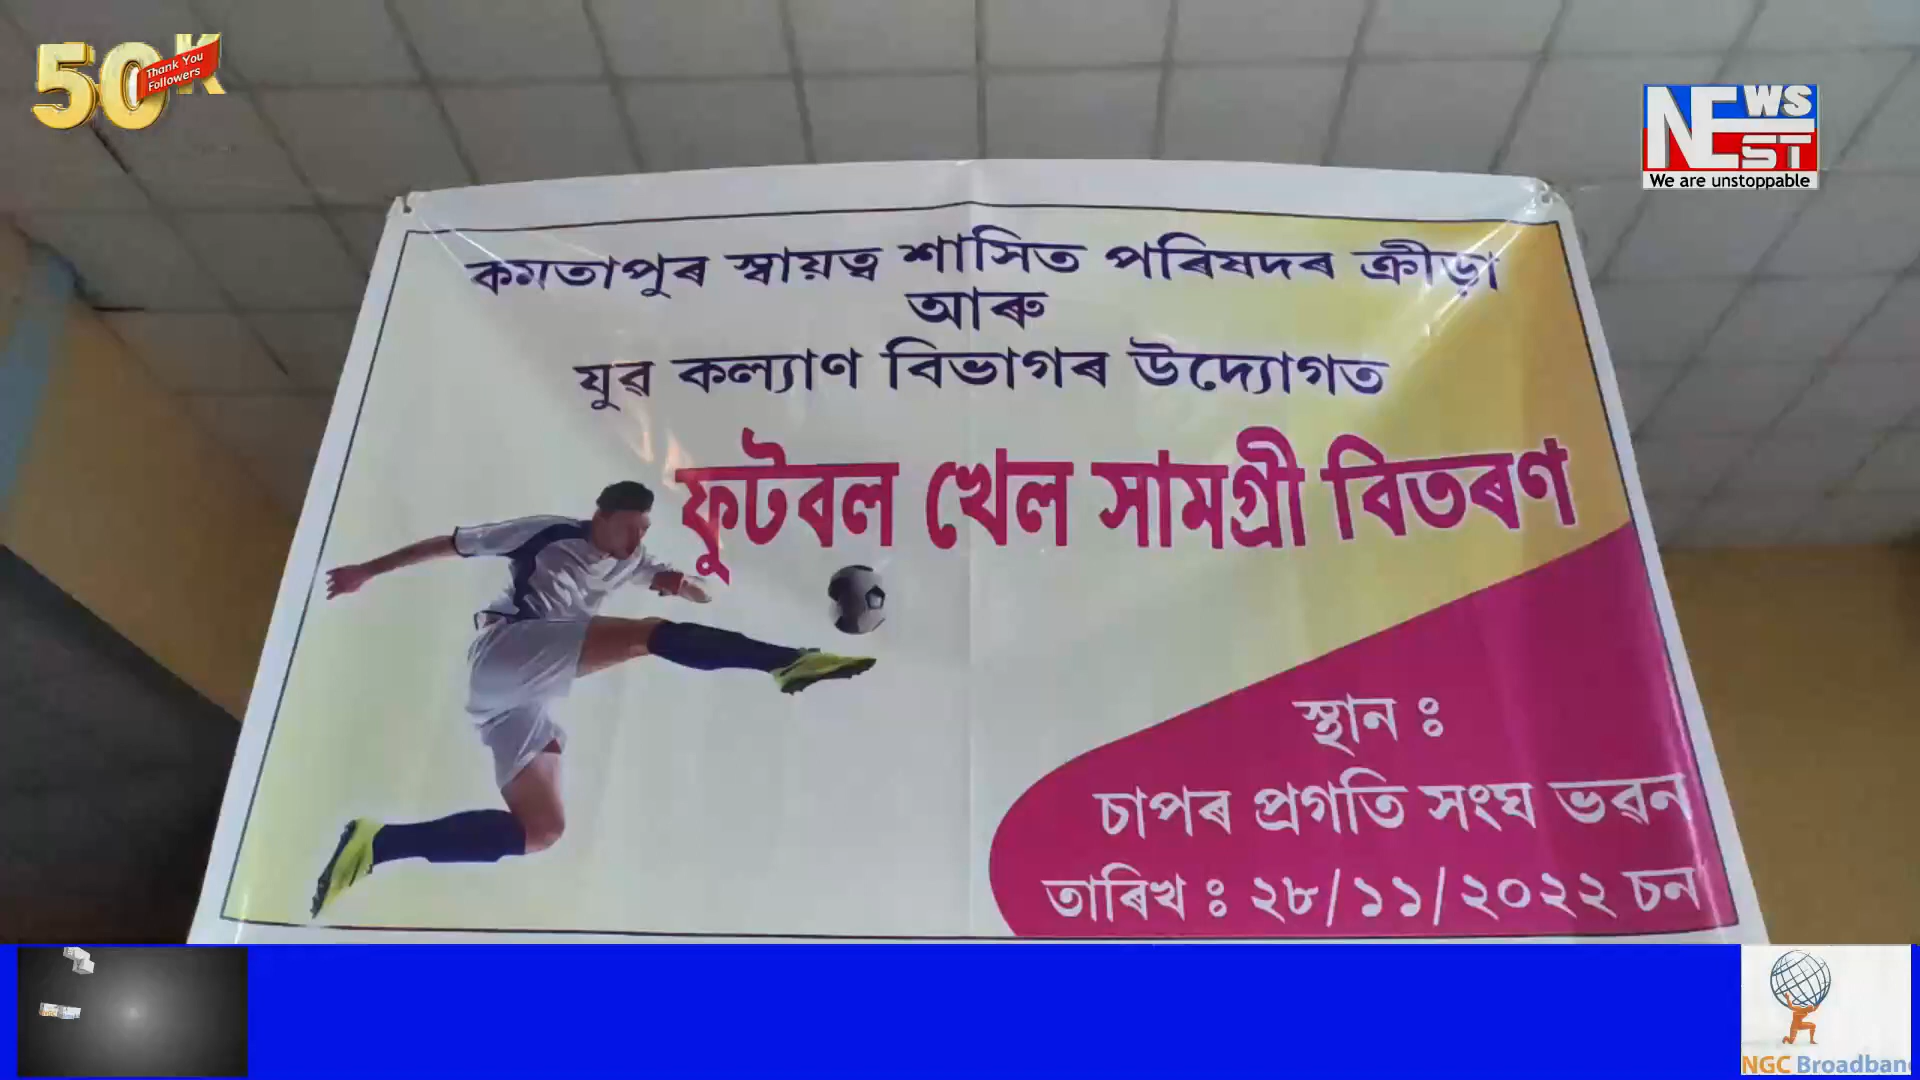 50K
Thank You
Followers
NEWS
EST
We are unstoppable
কমতাপুৰ স্বায়ত্ব শাসিত পৰিষদৰ ক্ৰীড়া
আৰু
যুৱ কল্যাণ বিভাগৰ উদ্যোগত
ফুটবল খেল সামগ্ৰী বিতৰণ
স্থান ঃ
চাপৰ প্ৰগতি সংঘ ভৱন
তাৰিখ ঃ ২৮/১১/২০২২ চন
NGC Broadban